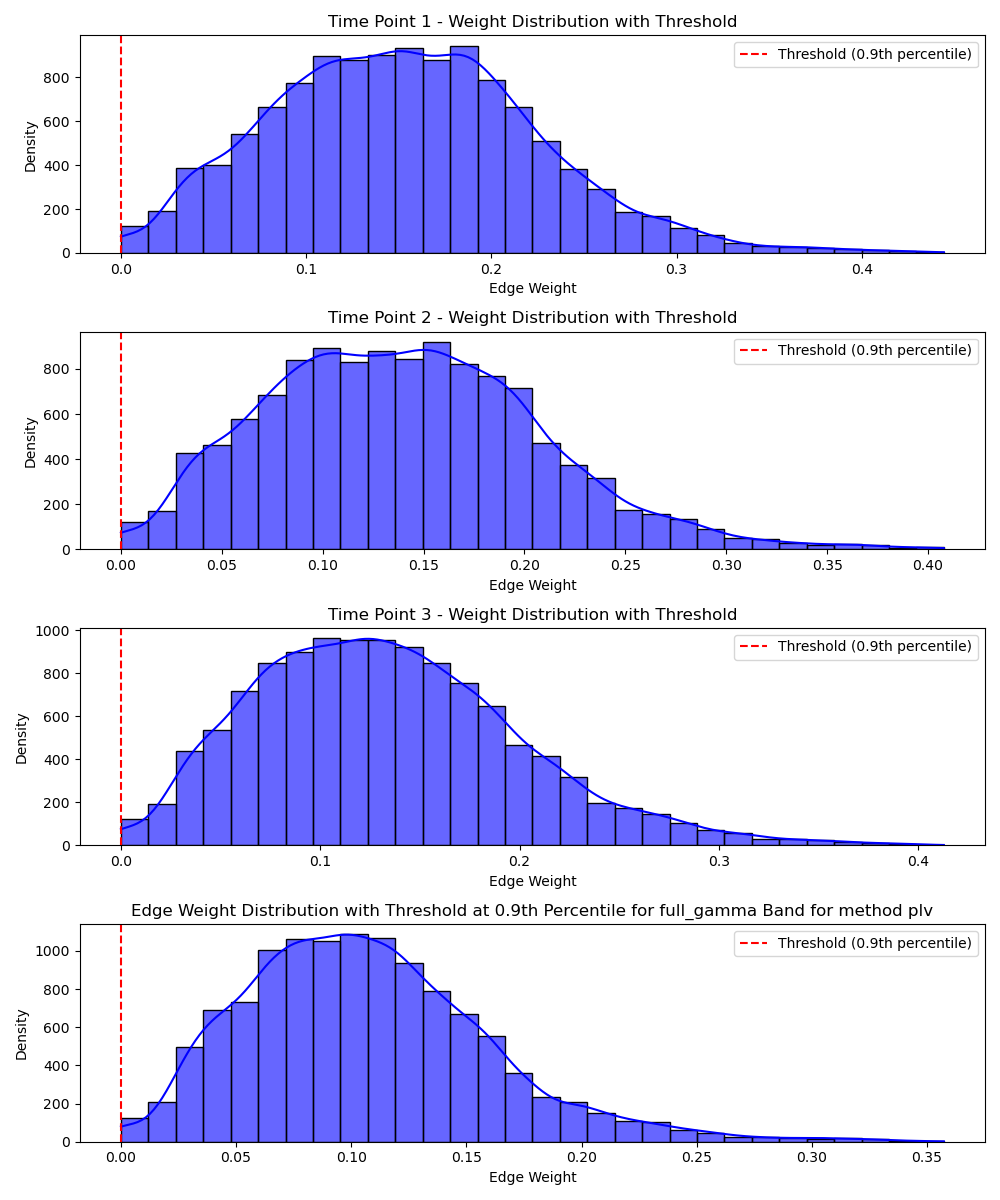 Time Point 1 - Weight Distribution with Threshold
Threshold (0.9th percentile)
Density
800
600
400
200
0
0.0 0.1 0.2 0.3 0.4
Edge Weight
Time Point 2 - Weight Distribution with Threshold
Threshold (0.9th percentile)
Density
800
600
400
200
0
0.00 0.05 0.10 0.15 0.20 0.25 0.30 0.35 0.40
Edge Weight
Time Point 3 - Weight Distribution with Threshold
Threshold (0.9th percentile)
Density
1000
800
600
400
200
0
0.0 0.1 0.2 0.3 0.4
Edge Weight
Edge Weight Distribution with Threshold at 0.9th Percentile for full_gamma Band for method plv
Threshold (0.9th percentile)
Density
1000
800
600
400
200
0
0.00 0.05 0.10 0.15 0.20 0.25 0.30 0.35
Edge Weight